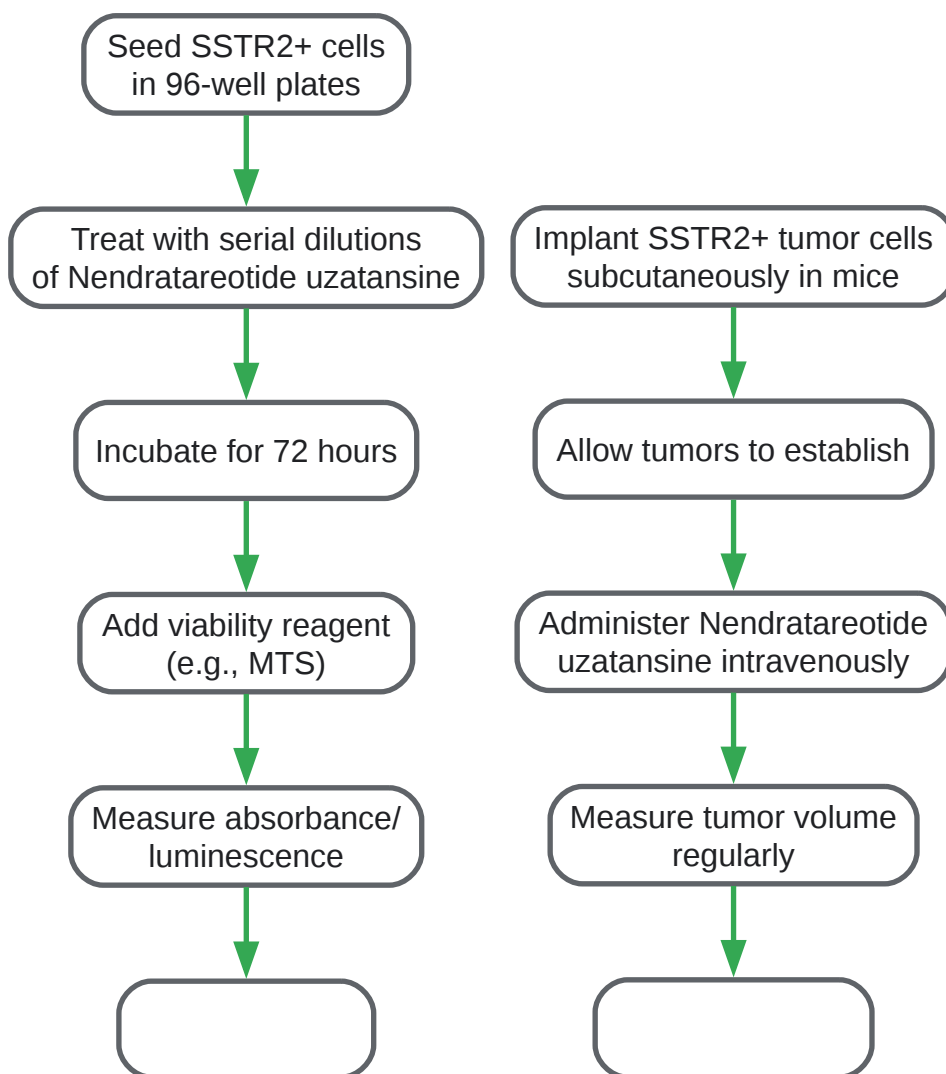 Seed SSTR2+ cells
in 96-well plates
Treat with serial dilutions
of Nendratareotide uzatansine
Incubate for 72 hours
Add viability reagent
(e.g., MTS)
Measure absorbance/
luminescence
Implant SSTR2+ tumor cells
subcutaneously in mice
Allow tumors to establish
Administer Nendratareotide
uzatansine intravenously
Measure tumor volume
regularly